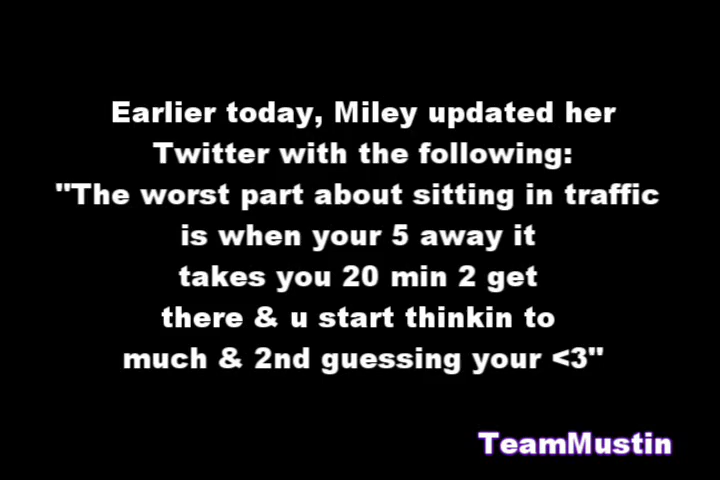 Earlier today, Miley updated her
Twitter with the following:
"The worst part about sitting in traffic
is when your 5 away it
takes you 20 min 2 get
there & u start thinkin to
much & 2nd guessing your <3"
TeamMustin